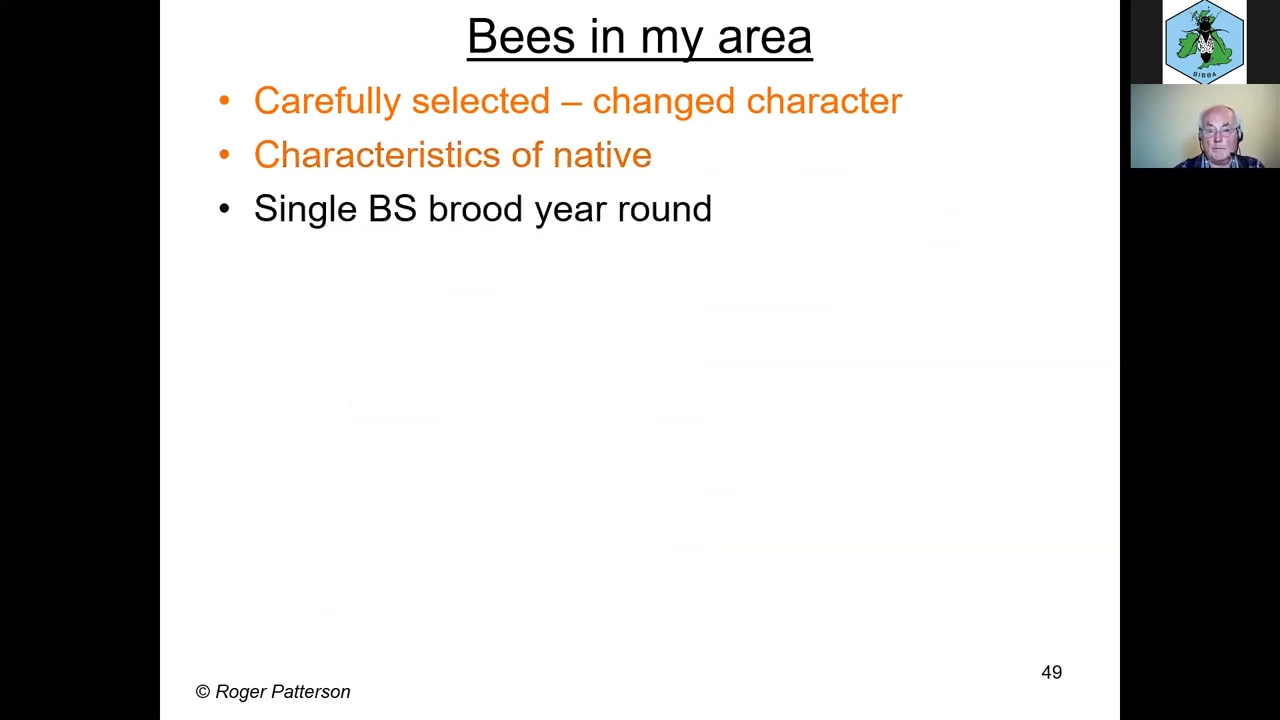 Bees in my area
• Carefully selected – changed character
• Characteristics of native
• Single BS brood year round
49
© Roger Patterson
BIBBA